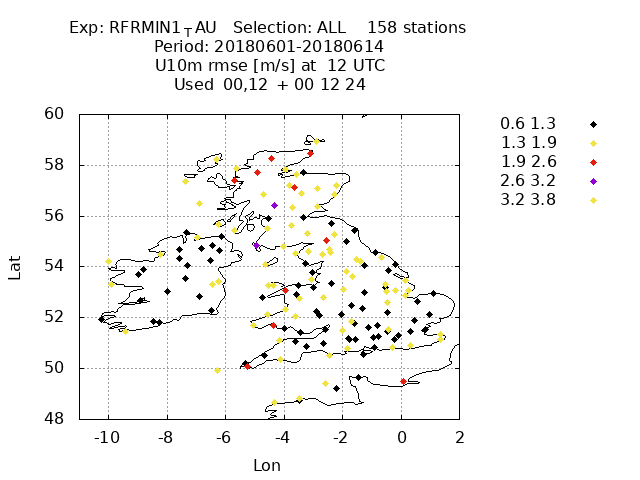 Exp: RFRMIN1TAU Selection: ALL 158 stations
Period: 20180601-20180614
U10m rmse [m/s] at 12 UTC
Used 00,12 + 00 12 24
0.6 1.3
1.3 1.9
1.9 2.6
2.6 3.2
3.2 3.8
60
58
56
54
52
50
48
Lat
-10 -8 -6 -4 -2 0 2
Lon